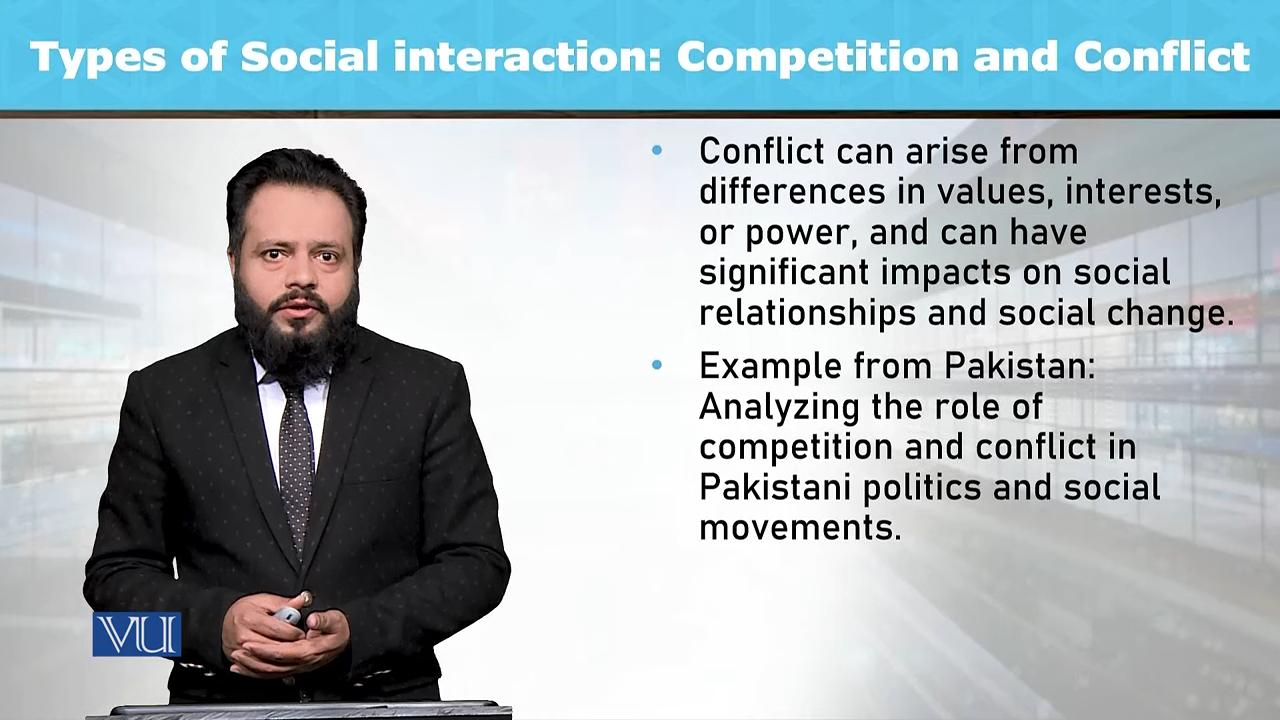 Types of Social interaction: Competition and Conflict
• Conflict can arise from
differences in values, interests,
or power, and can have
significant impacts on social
relationships and social change.
• Example from Pakistan:
Analyzing the role of
competition and conflict in
Pakistani politics and social
movements.
VU